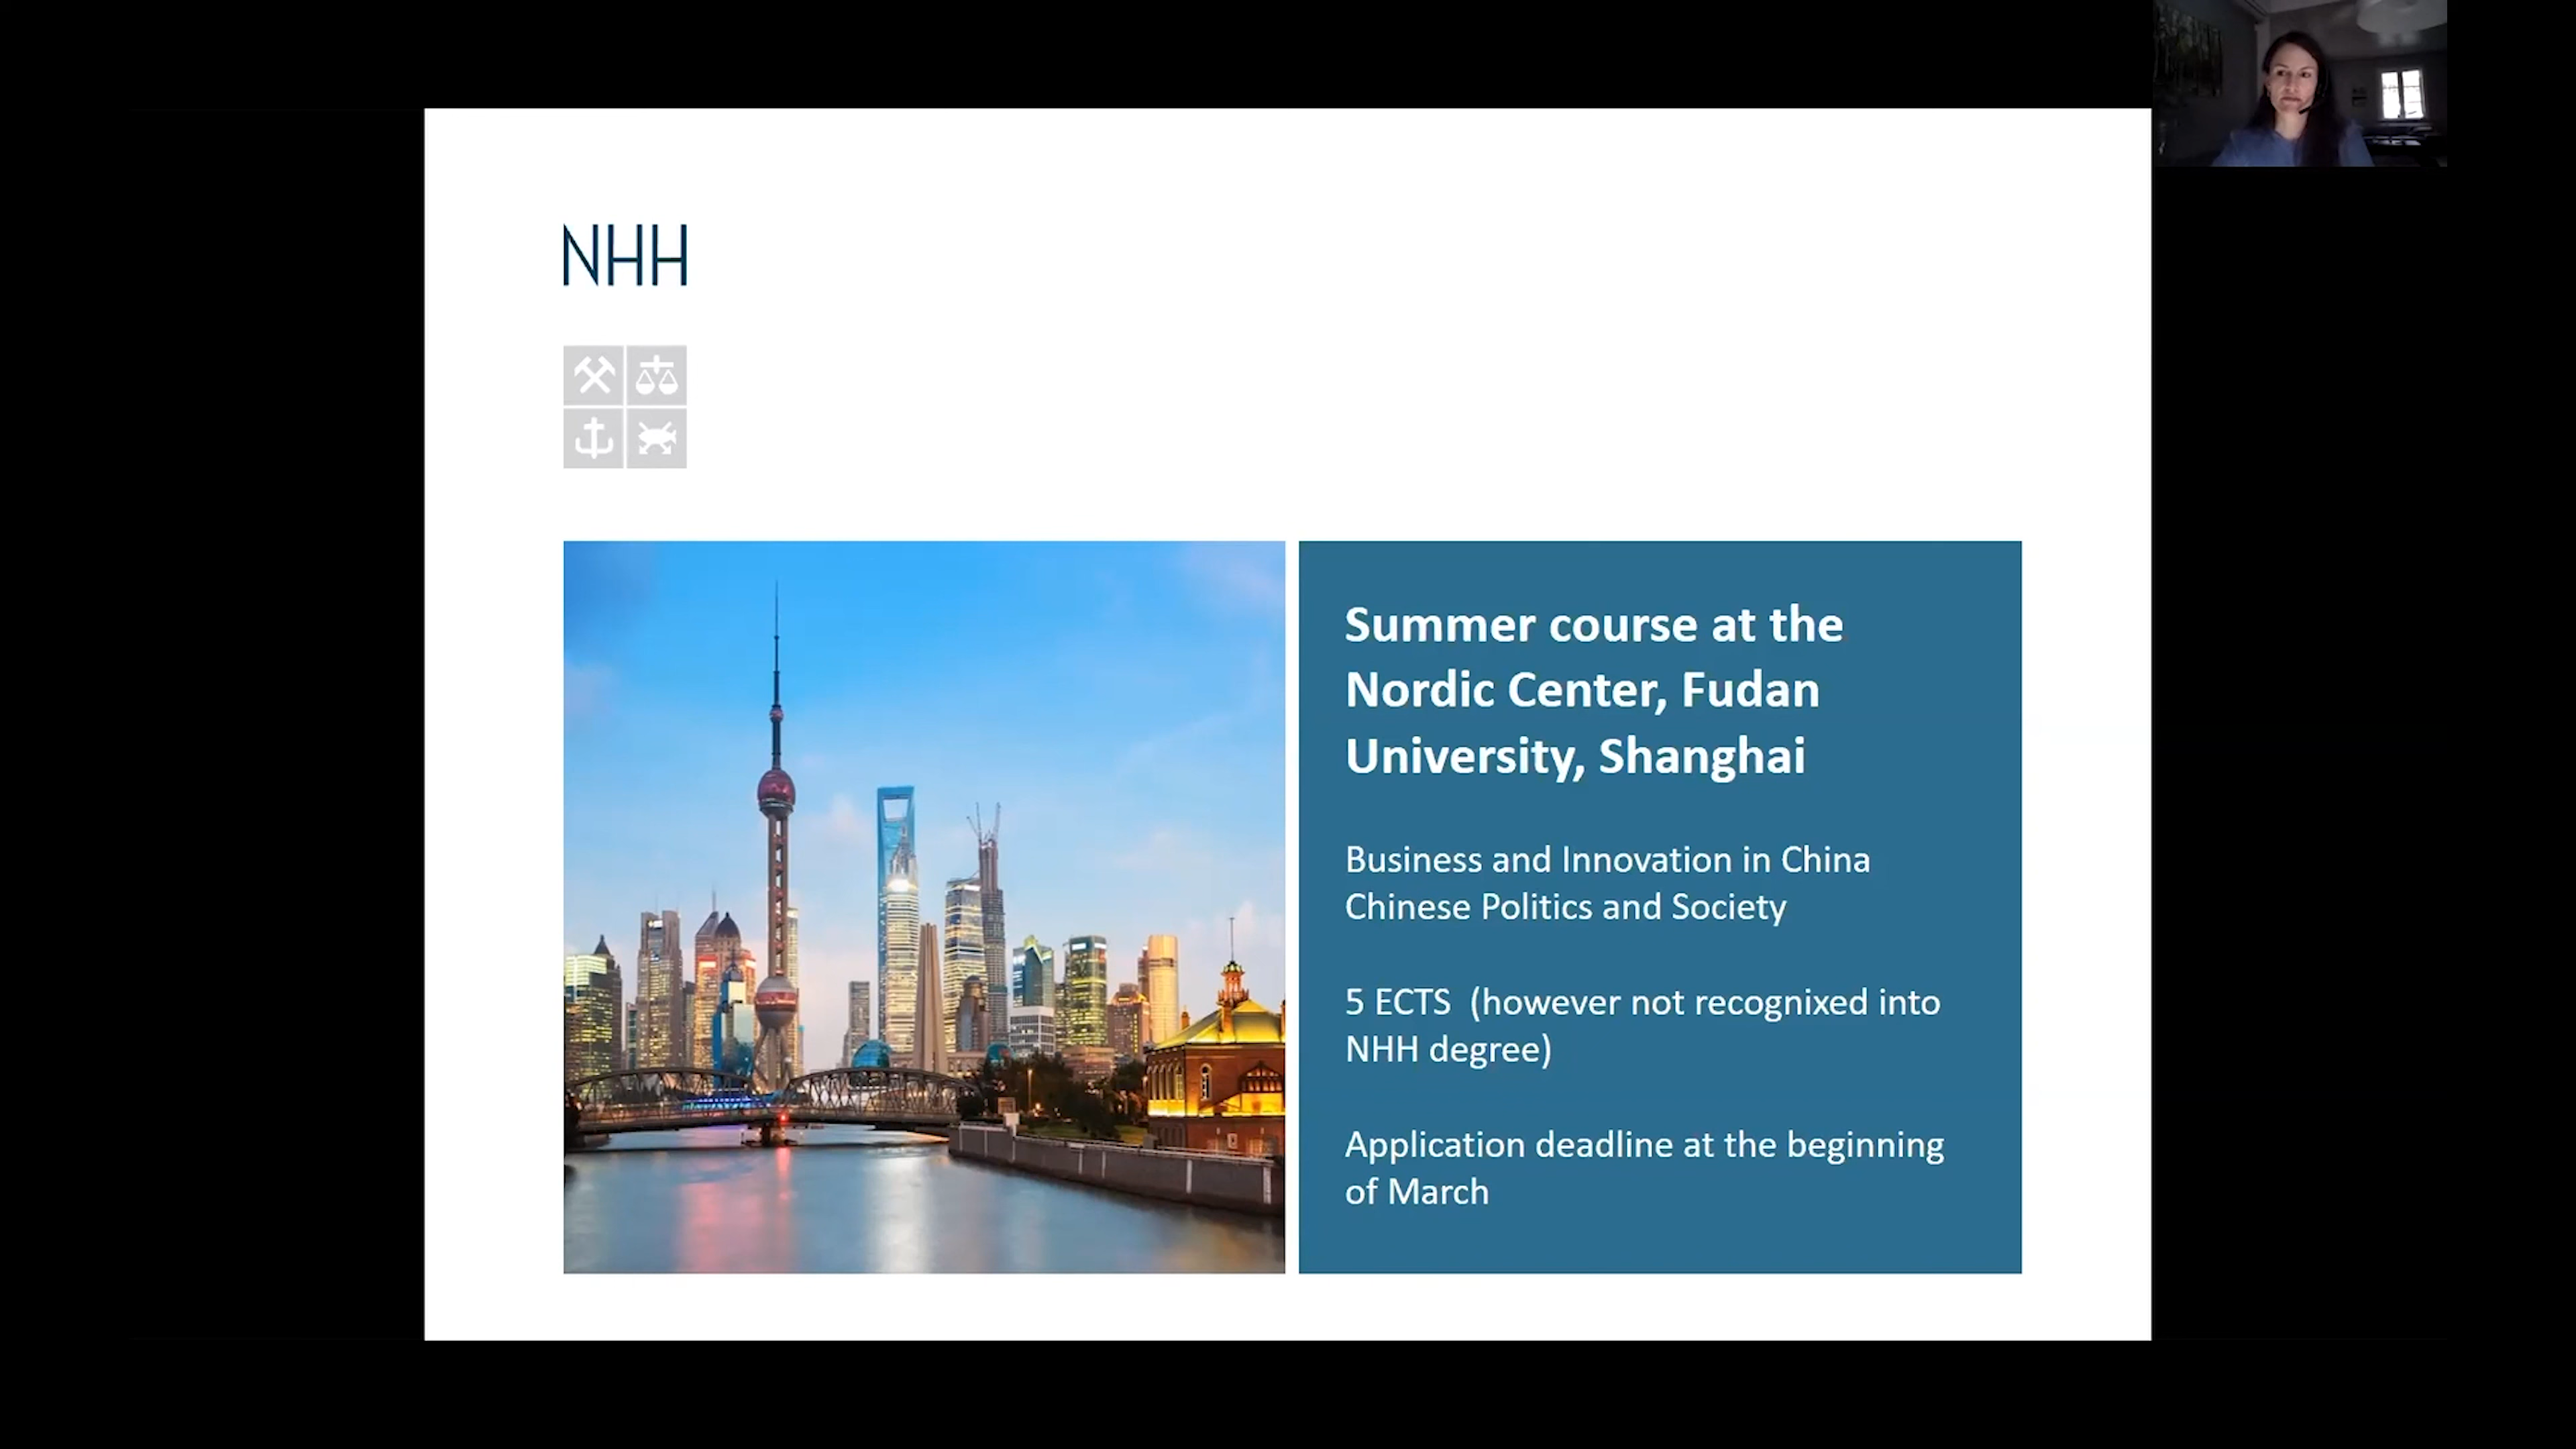 NHH
Summer course at the
Nordic Center, Fudan
University, Shanghai
Business and Innovation in China
Chinese Politics and Society
5 ECTS  (however not recognixed into
NHH degree)
Application deadline at the beginning
of March